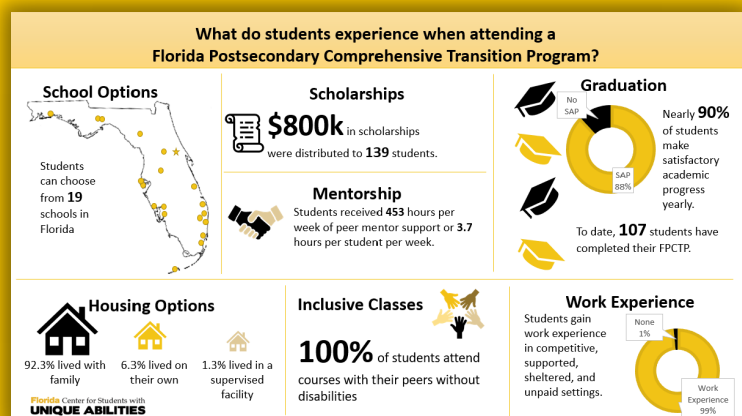 What do students experience when attending a
Florida Postsecondary Comprehensive Transition Program?
School Options
Students
can choose
from 19
schools in
Florida
Scholarships
$800k in scholarships
were distributed to 139 students.
Mentorship
Students received 453 hours per
week of peer mentor support or 3.7
hours per student per week.
Graduation
No
SAP
SAP
88%
Nearly 90%
of students
make
satisfactory
academic
progress
yearly.
To date, 107 students have
completed their FPCTP.
Housing Options
92.3% lived with
family
6.3% lived on
their own
1.3% lived in a
supervised
facility
Florida Center for Students with
UNIQUE ABILITIES
Inclusive Classes
100% of students attend
courses with their peers without
disabilities
Work Experience
Students gain
work experience
in competitive,
supported,
sheltered, and
unpaid settings.
None
1%
Work
Experience
99%